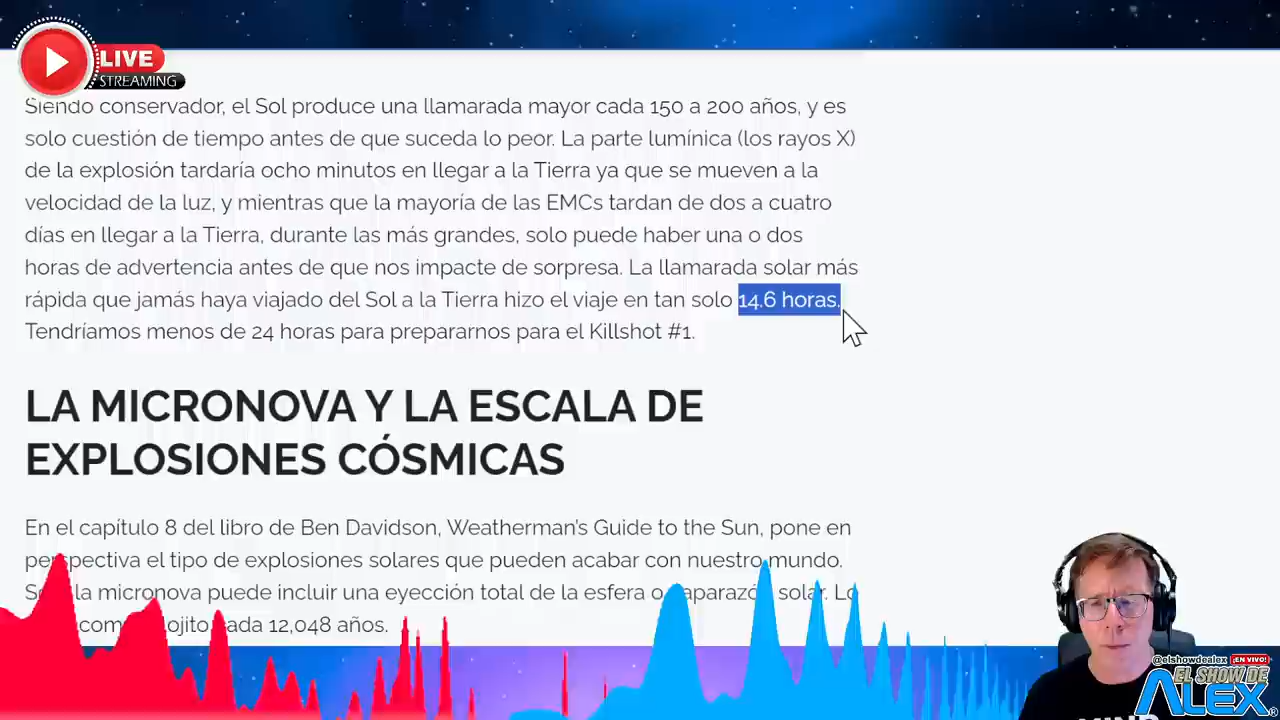 LIVE
STREAMING
Siendo conservador, el Sol produce una llamarada mayor cada 150 a 200 años, y es
solo cuestión de tiempo antes de que suceda lo peor. La parte lumínica (los rayos X)
de la explosión tardaría ocho minutos en llegar a la Tierra ya que se mueven a la
velocidad de la luz, y mientras que la mayoría de las EMCs tardan de dos a cuatro
días en llegar a la Tierra, durante las más grandes, solo puede haber una o dos
horas de advertencia antes de que nos impacte de sorpresa. La llamarada solar más
rápida que jamás haya viajado del Sol a la Tierra hizo el viaje en tan solo 14.6 horas.
Tendríamos menos de 24 horas para prepararnos para el Killshot #1.
LA MICRONOVA Y LA ESCALA DE
EXPLOSIONES CÓSMICAS
En el capítulo 8 del libro de Ben Davidson, Weatherman's Guide to the Sun, pone en
perspectiva el tipo de explosiones solares que pueden acabar con nuestro mundo.
la micronova puede incluir una eyección total de la esfera o caparazón solar. Lo
cada 12,048 años.
@elshowdealex ¡EN VIVO!
EL SHOW DE
ALEX